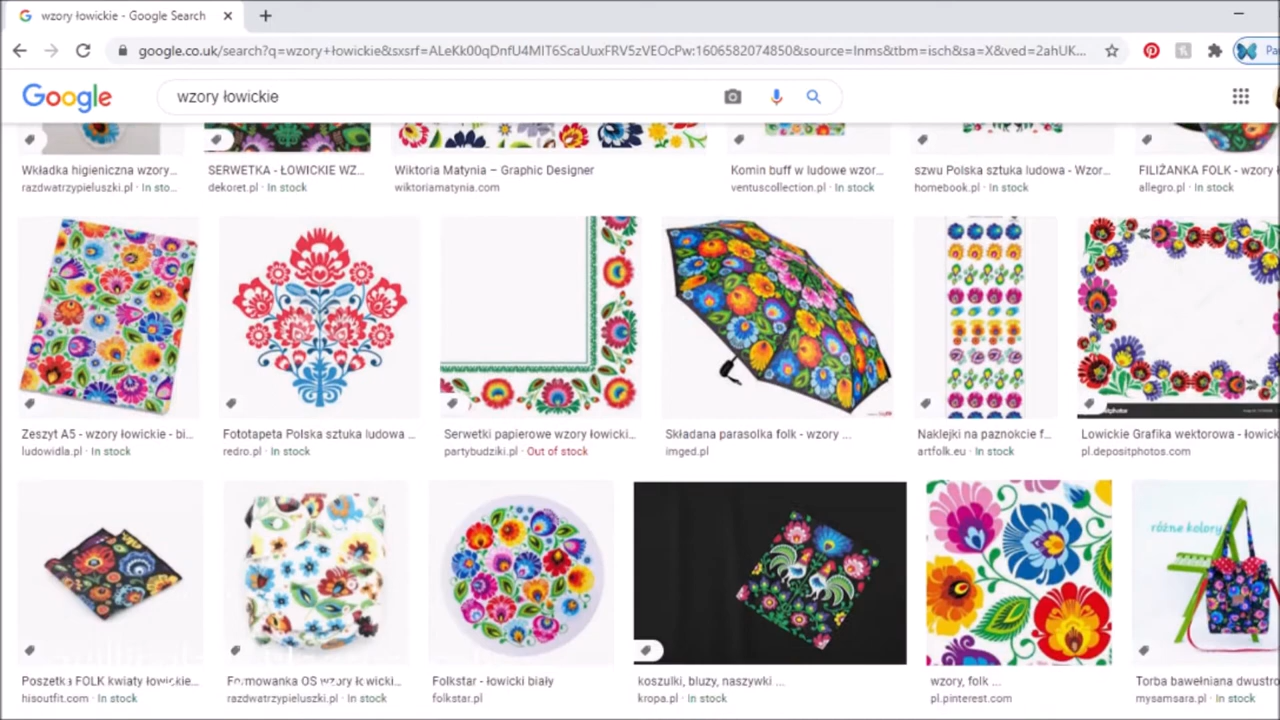 wzory łowickie - Google Search
google.co.uk/search?q=wzory+łowickie&sxsrf=ALeKk00qDnfU4MIT6ScaUuxFRV5zVEOcPw:1606582074850&source=lnms&tbm=isch&sa=X&ved=2ahUK...
Pa
Google
wzory łowickie
Wkładka higieniczna wzory...
razdwatrzypieluszki.pl · In sto...
SERWETKA - ŁOWICKIE WZ...
dekoret.pl · In stock
Wiktoria Matynia – Graphic Designer
wiktoriamatynia.com
Komin buff w ludowe wzor...
ventuscollection.pl · In stock
szwu Polska sztuka ludowa - Wzor...
homebook.pl · In stock
FILIŻANKA FOLK - wzory
allegro.pl · In stock
Zeszyt A5 - wzory łowickie - bi...
ludowidla.pl · In stock
Fototapeta Polska sztuka ludowa ...
redro.pl · In stock
Serwetki papierowe wzory łowicki...
partybudziki.pl · Out of stock
Składana parasolka folk - wzory ...
imged.pl
Naklejki na paznokcie f...
artfolk.eu · In stock
depositphotos
Lowickie Grafika wektorowa - łowick
pl.depositphotos.com
różne kolory
Poszetka FOLK kwiaty łowickie...
hisoutfit.com · In stock
Formowanka OS wzory łowicki...
razdwatrzypieluszki.pl · In stock
Folkstar - łowicki biały
folkstar.pl
koszulki, bluzy, naszywki ...
kropa.pl · In stock
wzory, folk ...
pl.pinterest.com
Torba bawełniana dwustro
mysamsara.pl · In stock